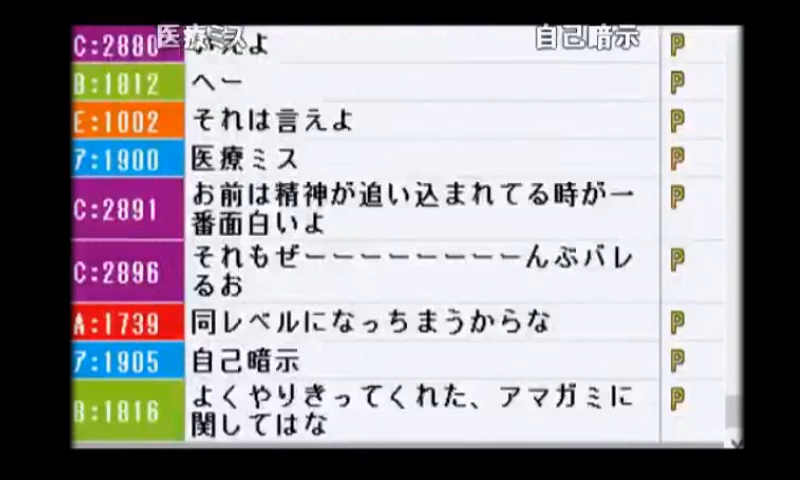 医療ミス 自己暗示
C:2880 いえよ P
B:1812 へー P
E:1002 それは言えよ P
7:1900 医療ミス P
C:2891 お前は精神が追い込まれてる時が一 P
番面白いよ
C:2896 それもぜーーーーーーーーーんぶバレ P
るお
A:1739 同レベルになっちまうからな P
7:1905 自己暗示 P
B:1816 よくやりきってくれた、アマガミに P
関してはな